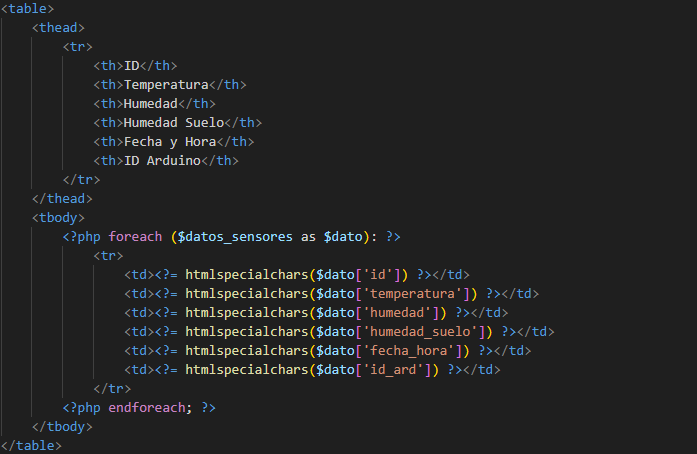 <table>
    <thead>
        <tr>
            <th>ID</th>
            <th>Temperatura</th>
            <th>Humedad</th>
            <th>Humedad Suelo</th>
            <th>Fecha y Hora</th>
            <th>ID Arduino</th>
        </tr>
    </thead>
    <tbody>
        <?php foreach ($datos_sensores as $dato): ?>
            <tr>
                <td><?= htmlspecialchars($dato['id']) ?></td>
                <td><?= htmlspecialchars($dato['temperatura']) ?></td>
                <td><?= htmlspecialchars($dato['humedad']) ?></td>
                <td><?= htmlspecialchars($dato['humedad_suelo']) ?></td>
                <td><?= htmlspecialchars($dato['fecha_hora']) ?></td>
                <td><?= htmlspecialchars($dato['id_ard']) ?></td>
            </tr>
        <?php endforeach; ?>
    </tbody>
</table>